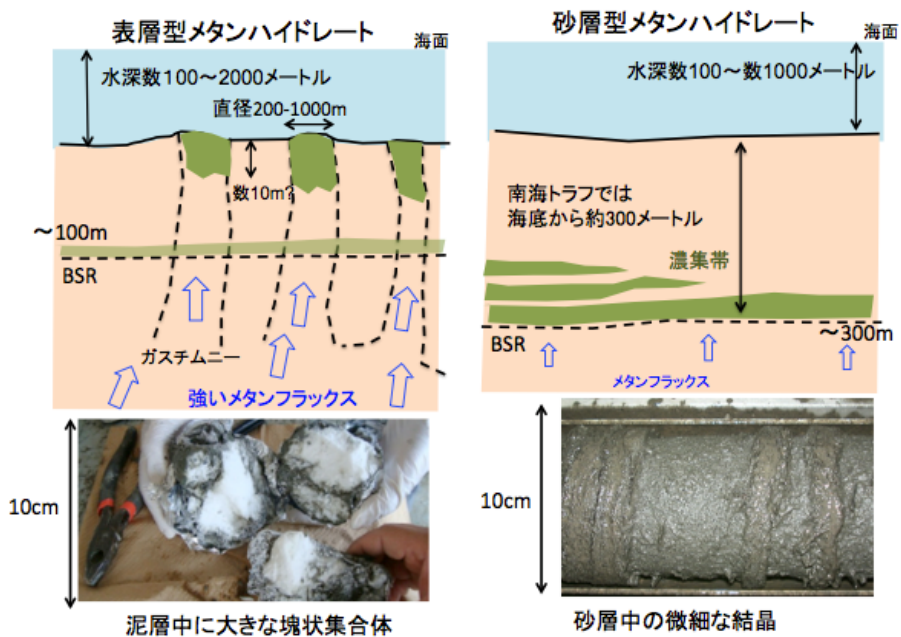 表層型メタンハイドレート
海面
水深数100〜2000メートル
直径200-1000m
数10m?
〜100m
BSR
ガスチムニー
強いメタンフラックス
10cm
泥層中に大きな塊状集合体
砂層型メタンハイドレート
海面
水深数100〜数1000メートル
南海トラフでは
海底から約300メートル
濃集帯
BSR
〜300m
メタンフラックス
10cm
砂層中の微細な結晶